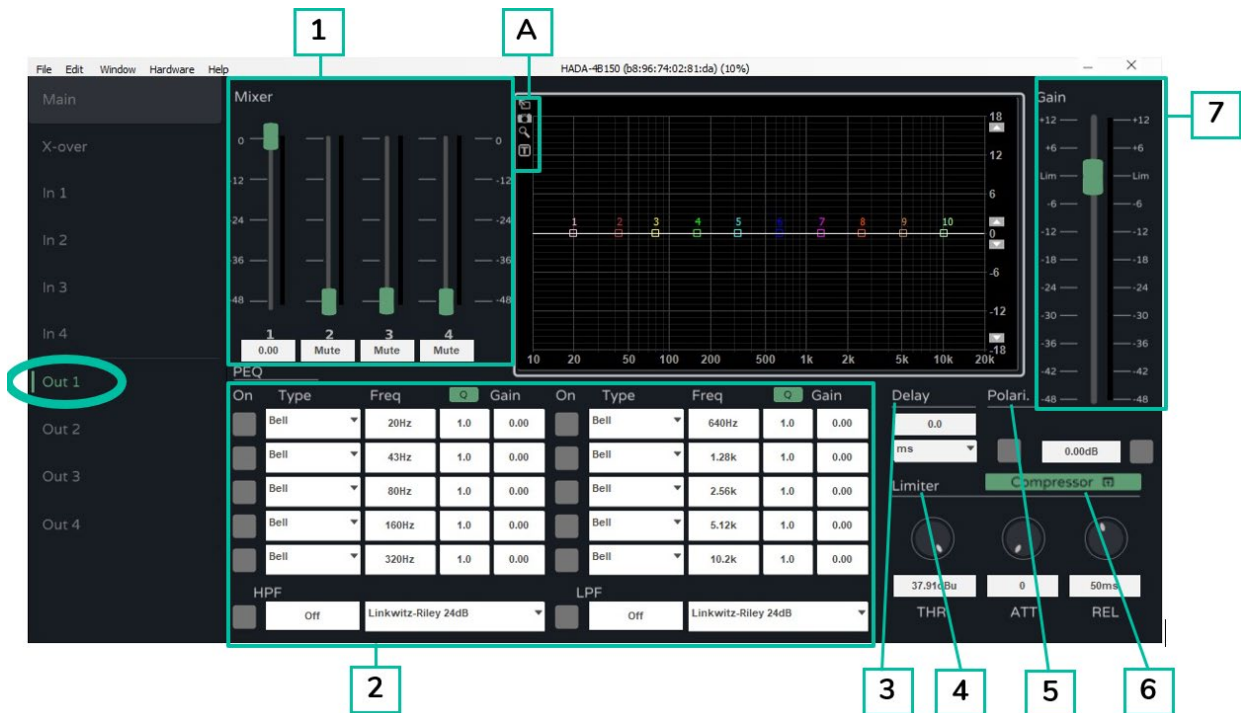 1 A
File Edit Window Hardware Help HADA-4B150 (b8:96:74:02:81:da) (10%)
Main
X-over
In 1
In 2
In 3
In 4
Out 1
Out 2
Out 3
Out 4
Mixer
0 0
-12 -12
-24 -24
-36 -36
-48 -48
1 2 3 4
0.00 Mute Mute Mute
T
18
12
6
0
-6
-12
-18
1 2 3 4 5 6 7 8 9 10
10 20 50 100 200 500 1k 2k 5k 10k 20k
Gain
+12 +12
+6 +6
Lim Lim
-6 -6
-12 -12
-18 -18
-24 -24
-30 -30
-36 -36
-42 -42
-48 -48
7
PEQ
On Type Freq Q Gain On Type Freq Q Gain
Bell 20Hz 1.0 0.00 Bell 640Hz 1.0 0.00
Bell 43Hz 1.0 0.00 Bell 1.28k 1.0 0.00
Bell 80Hz 1.0 0.00 Bell 2.56k 1.0 0.00
Bell 160Hz 1.0 0.00 Bell 5.12k 1.0 0.00
Bell 320Hz 1.0 0.00 Bell 10.2k 1.0 0.00
HPF LPF
Off Linkwitz-Riley 24dB Off Linkwitz-Riley 24dB
Delay Polari.
0.0
ms 0.00dB
Limiter Compressor
37.91dBu 0 50ms
THR ATT REL
2 3 4 5 6